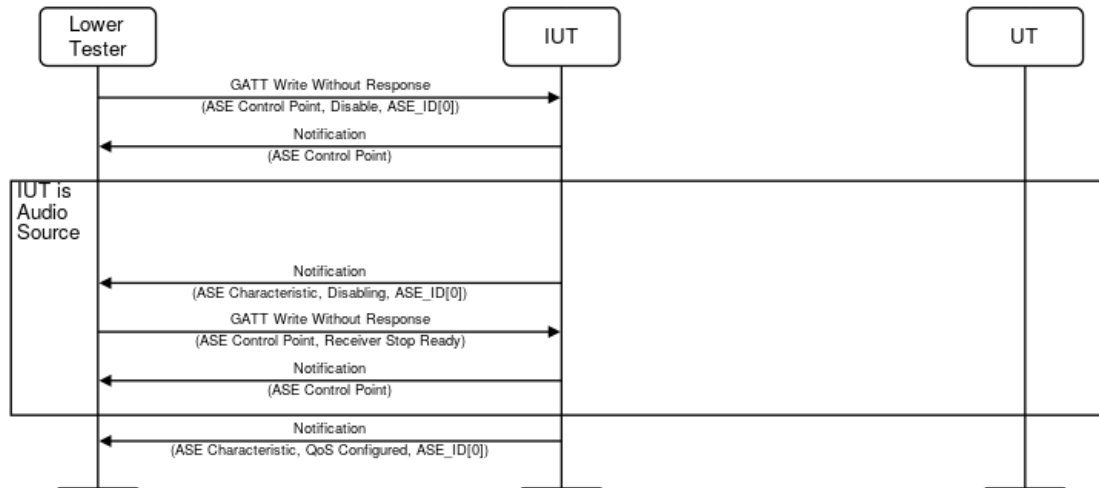 Lower
Tester
IUT
UT
GATT Write Without Response
(ASE Control Point, Disable, ASE_ID[0])
Notification
(ASE Control Point)
IUT is
Audio
Source
Notification
(ASE Characteristic, Disabling, ASE_ID[0])
GATT Write Without Response
(ASE Control Point, Receiver Stop Ready)
Notification
(ASE Control Point)
Notification
(ASE Characteristic, QoS Configured, ASE_ID[0])